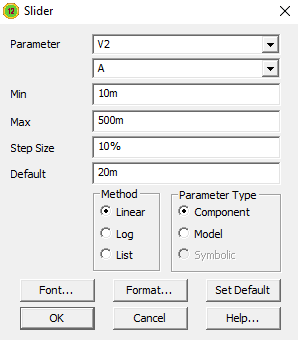 12 Slider
Parameter V2
A
Min 10m
Max 500m
Step Size 10%
Default 20m
Method Parameter Type
Linear Component
Log Model
List Symbolic
Font... Format... Set Default
OK Cancel Help...